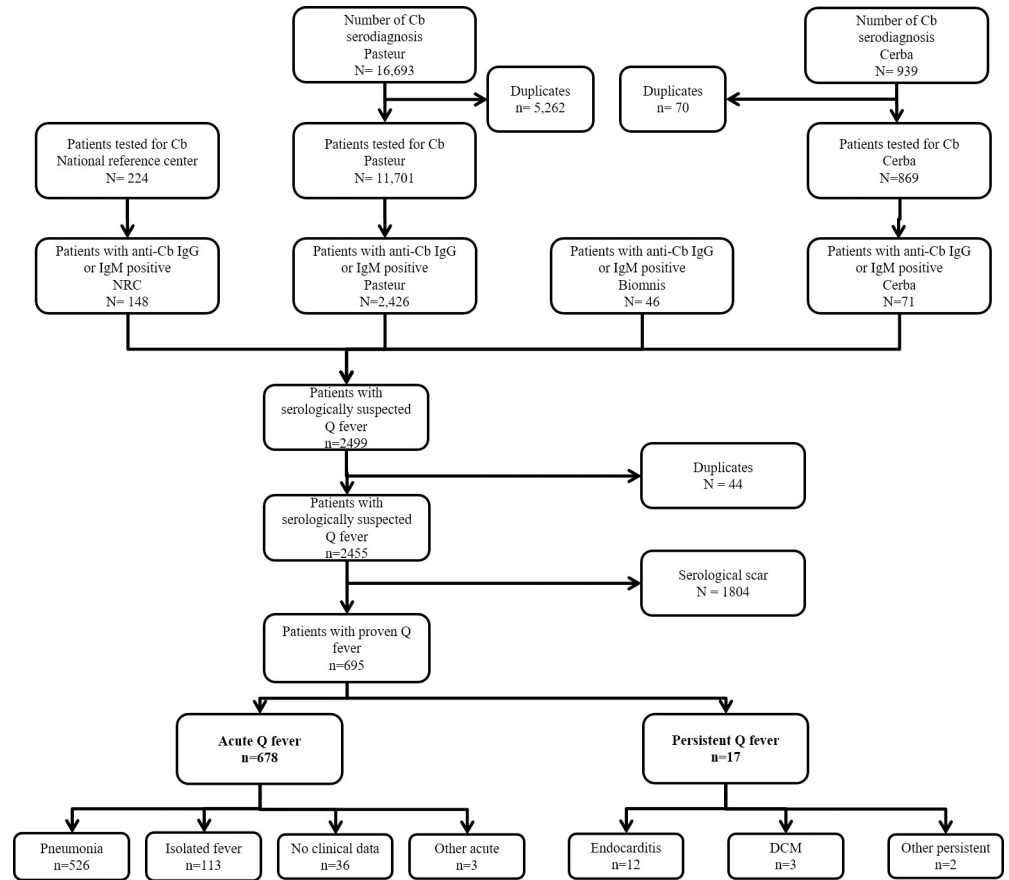 Number of Cb
serodiagnosis
Pasteur
N= 16,693
Number of Cb
serodiagnosis
Cerba
N= 939
Duplicates
n= 5,262
Duplicates
n= 70
Patients tested for Cb
National reference center
N= 224
Patients tested for Cb
Pasteur
N= 11,701
Patients tested for Cb
Cerba
N=869
Patients with anti-Cb IgG
or IgM positive
NRC
N= 148
Patients with anti-Cb IgG
or IgM positive
Pasteur
N=2,426
Patients with anti-Cb IgG
or IgM positive
Biomnis
N= 46
Patients with anti-Cb IgG
or IgM positive
Cerba
N=71
Patients with
serologically suspected
Q fever
n=2499
Duplicates
N = 44
Patients with
serologically suspected
Q fever
n=2455
Serological scar
N = 1804
Patients with proven Q
fever
n=695
Acute Q fever
n=678
Persistent Q fever
n=17
Pneumonia
n=526
Isolated fever
n=113
No clinical data
n=36
Other acute
n=3
Endocarditis
n=12
DCM
n=3
Other persistent
n=2